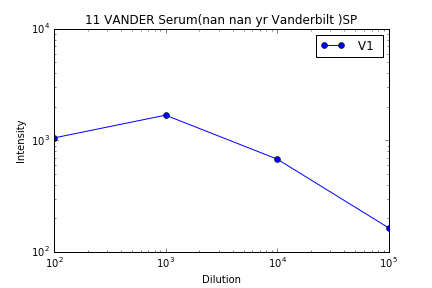 11 VANDER Serum(nan nan yr Vanderbilt )SP
V1
Intensity
10^4
10^3
10^2
10^2 10^3 10^4 10^5
Dilution